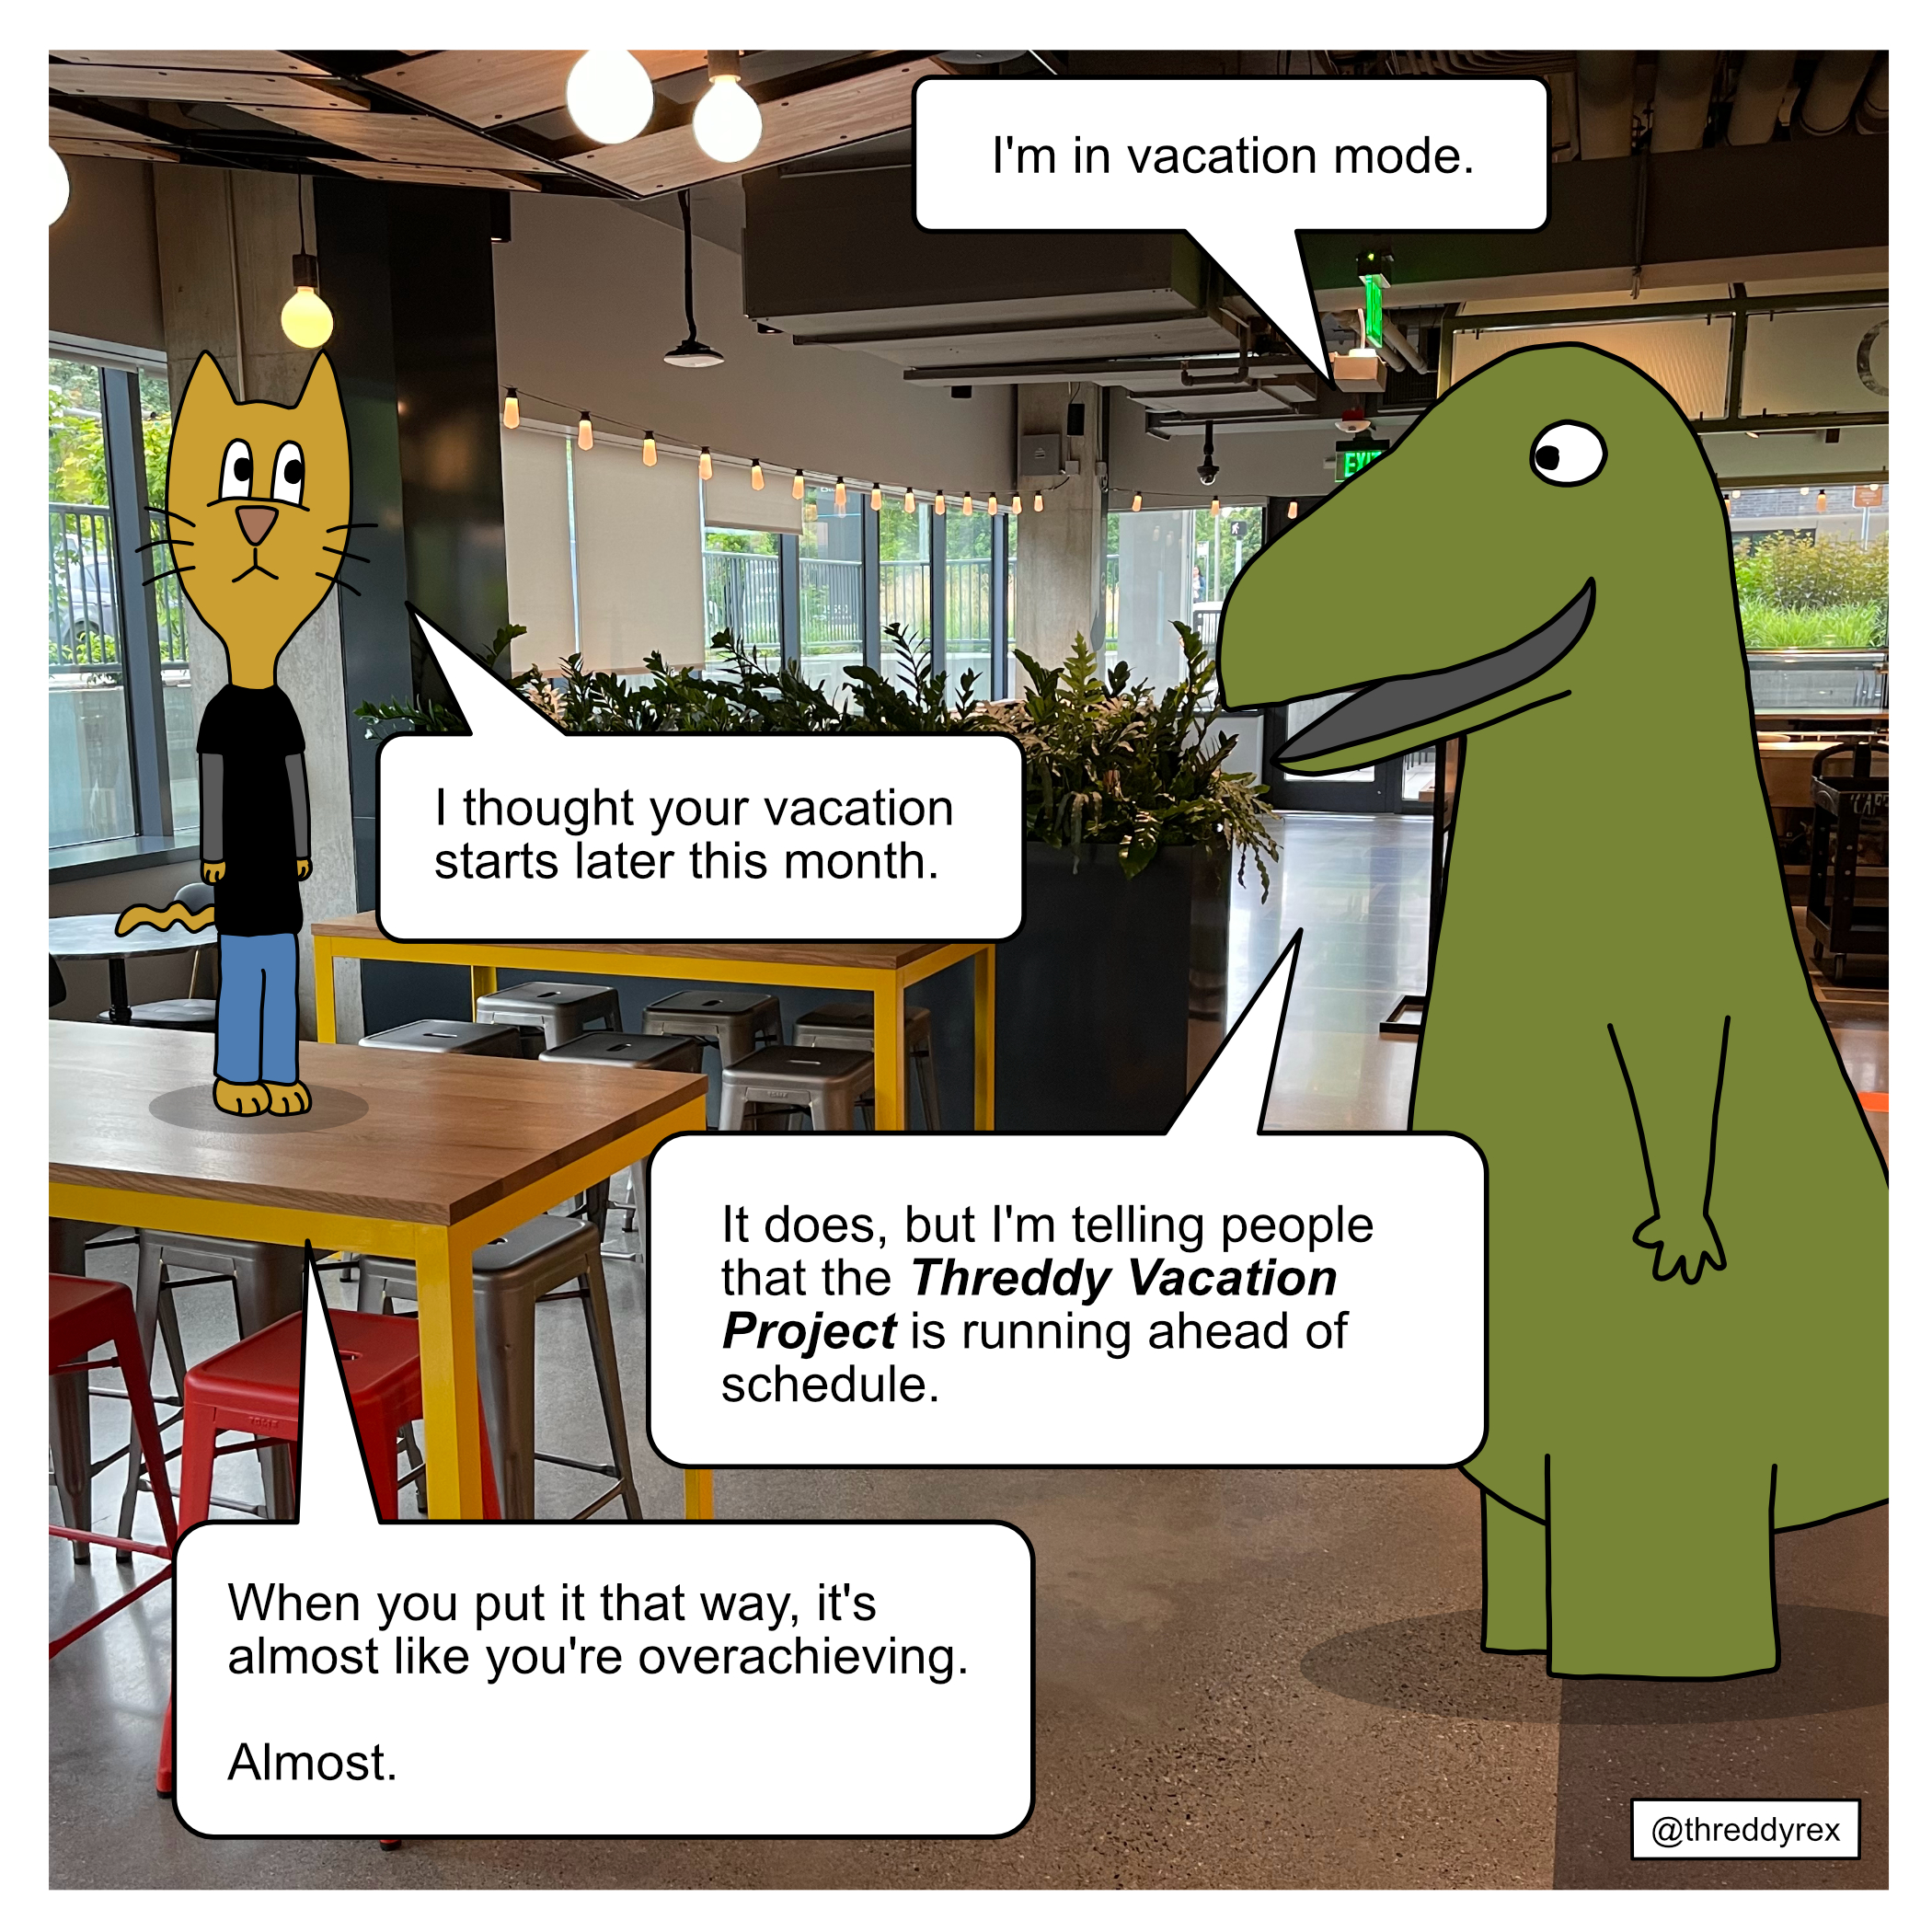 I'm in vacation mode.
I thought your vacation
starts later this month.
It does, but I'm telling people
that the Threddy Vacation
Project is running ahead of
schedule.
When you put it that way, it's
almost like you're overachieving.
Almost.
EXIT
@threddyrex